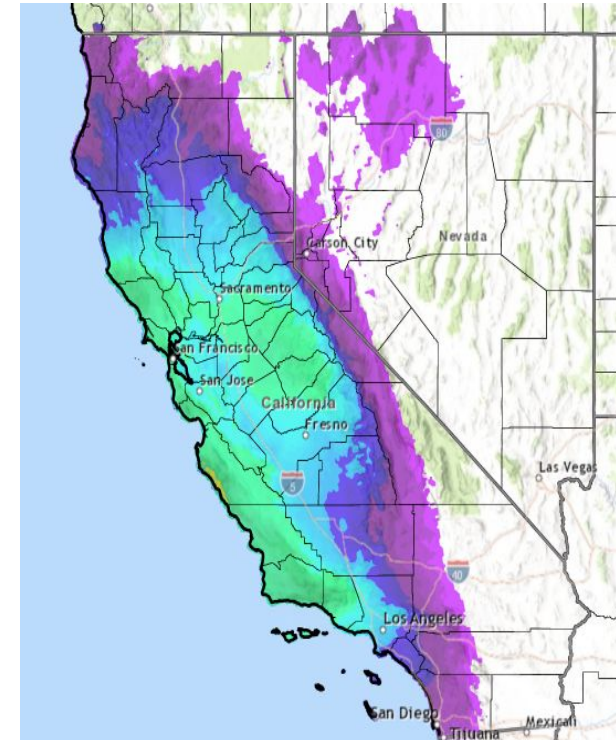 80
Carson City
Nevada
Sacramento
San Francisco
San Jose
California
Fresno
Las Vegas
5
40
Los Angeles
San Diego
Mexicali
Tijuana